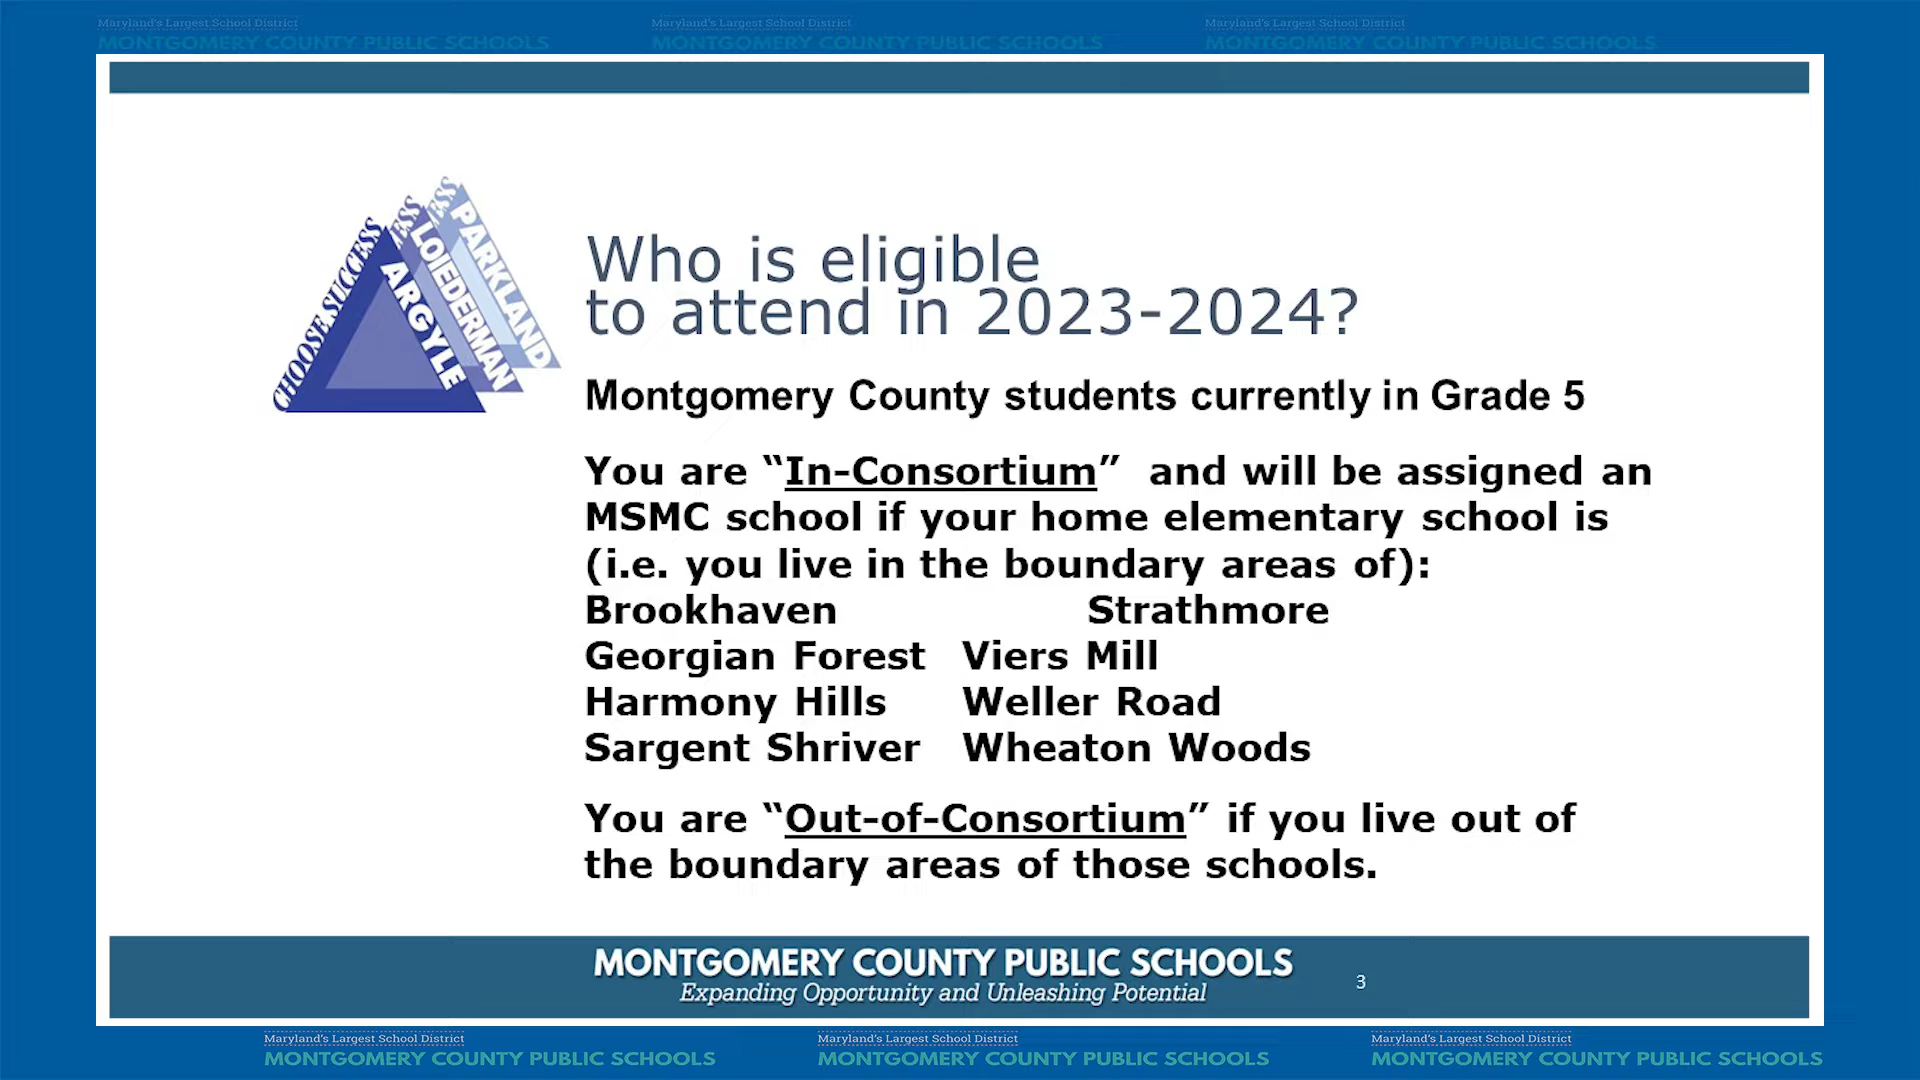 Maryland's Largest School District Maryland's Largest School District Maryland's Largest School District
MONTGOMERY COUNTY PUBLIC SCHOOLS MONTGOMERY COUNTY PUBLIC SCHOOLS MONTGOMERY COUNTY PUBLIC SCHOOLS
CHOOSE SUCCESS
ARGYLE
ESS
LOIEDERMAN
ESS
PARKLAND
Who is eligible
to attend in 2023-2024?
Montgomery County students currently in Grade 5
You are “In-Consortium” and will be assigned an
MSMC school if your home elementary school is
(i.e. you live in the boundary areas of):
Brookhaven Strathmore
Georgian Forest Viers Mill
Harmony Hills Weller Road
Sargent Shriver Wheaton Woods
You are “Out-of-Consortium” if you live out of
the boundary areas of those schools.
MONTGOMERY COUNTY PUBLIC SCHOOLS
Expanding Opportunity and Unleashing Potential
3
Maryland's Largest School District Maryland's Largest School District Maryland's Largest School District
MONTGOMERY COUNTY PUBLIC SCHOOLS MONTGOMERY COUNTY PUBLIC SCHOOLS MONTGOMERY COUNTY PUBLIC SCHOOLS